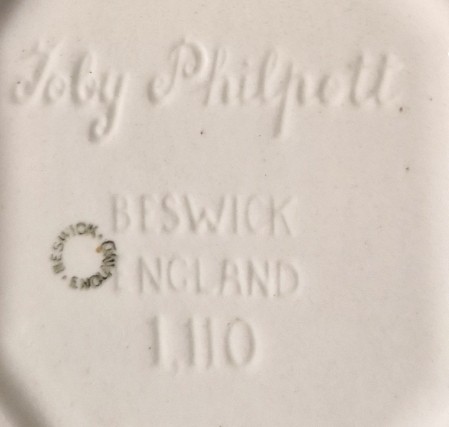 Toby Philpott
BESWICK
ENGLAND
1,110
BESWICK · ENGLAND ·